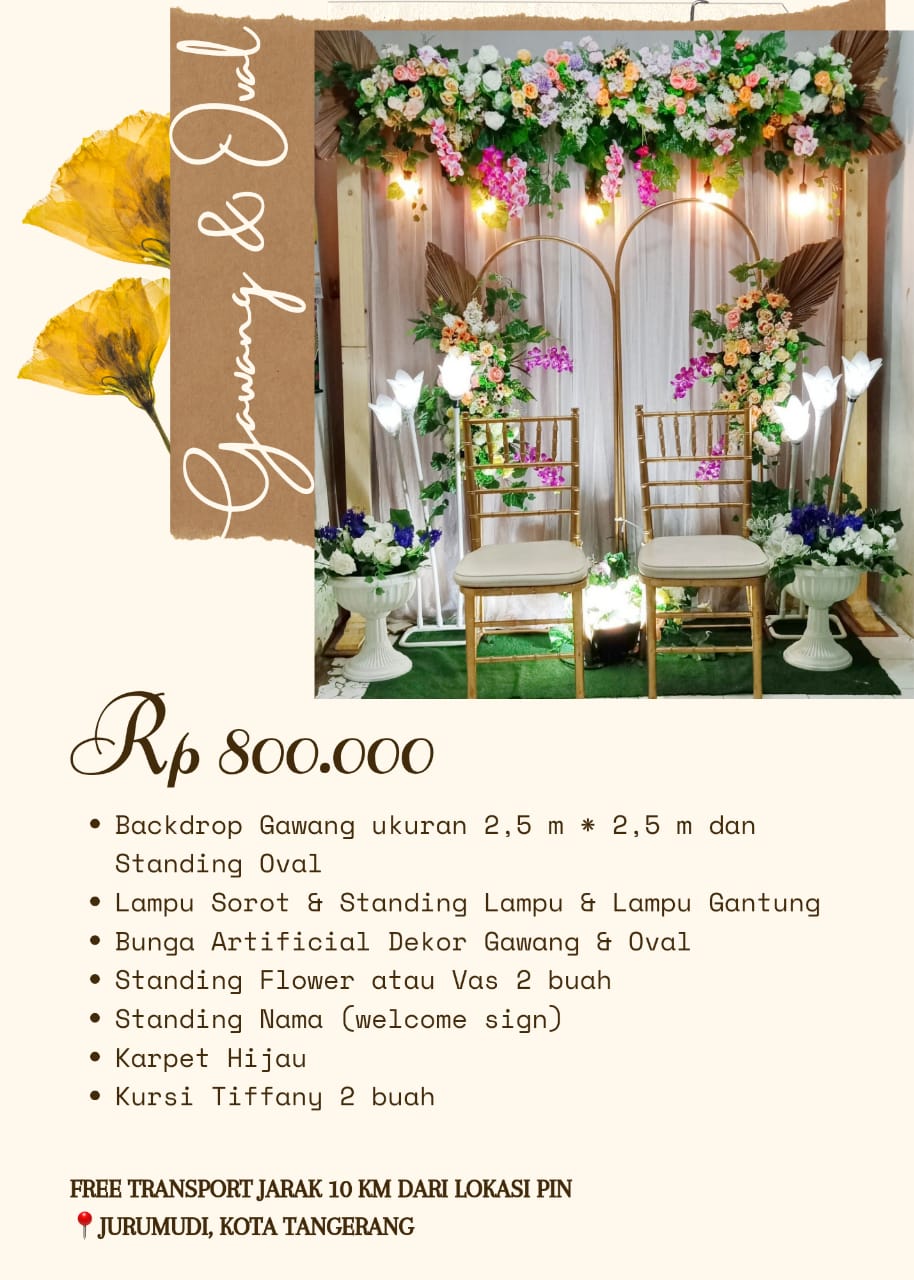 Gawang & Oval
Rp 800.000
• Backdrop Gawang ukuran 2,5 m * 2,5 m dan
Standing Oval
• Lampu Sorot & Standing Lampu & Lampu Gantung
• Bunga Artificial Dekor Gawang & Oval
• Standing Flower atau Vas 2 buah
• Standing Nama (welcome sign)
• Karpet Hijau
• Kursi Tiffany 2 buah
FREE TRANSPORT JARAK 10 KM DARI LOKASI PIN
📍JURUMUDI, KOTA TANGERANG